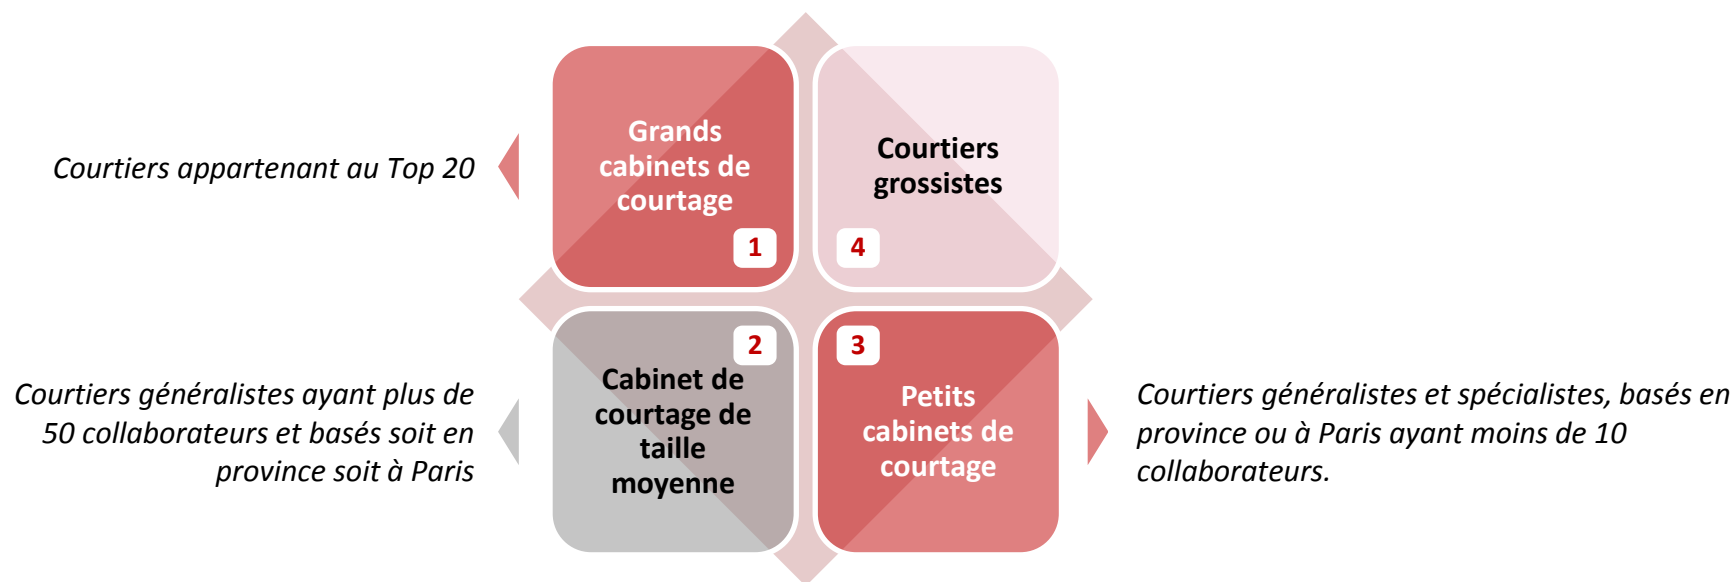 Courtiers appartenant au Top 20
Grands
cabinets de
courtage
1
Courtiers
grossistes
4
Courtiers généralistes ayant plus de
50 collaborateurs et basés soit en
province soit à Paris
2
Cabinet de
courtage de
taille
moyenne
3
Petits
cabinets de
courtage
Courtiers généralistes et spécialistes, basés en
province ou à Paris ayant moins de 10
collaborateurs.